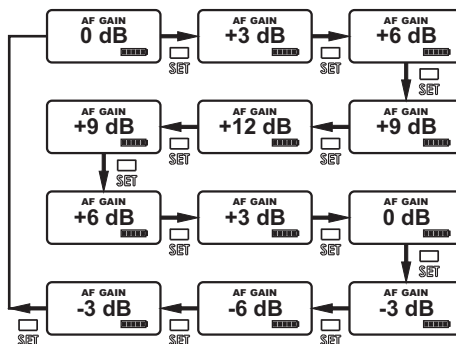 AF GAIN
0 dB
AF GAIN
+3 dB
AF GAIN
+6 dB
SET
SET
SET
AF GAIN
+9 dB
AF GAIN
+12 dB
AF GAIN
+9 dB
SET
SET
SET
AF GAIN
+6 dB
AF GAIN
+3 dB
AF GAIN
0 dB
SET
SET
SET
AF GAIN
-3 dB
AF GAIN
-6 dB
AF GAIN
-3 dB
SET
SET
SET